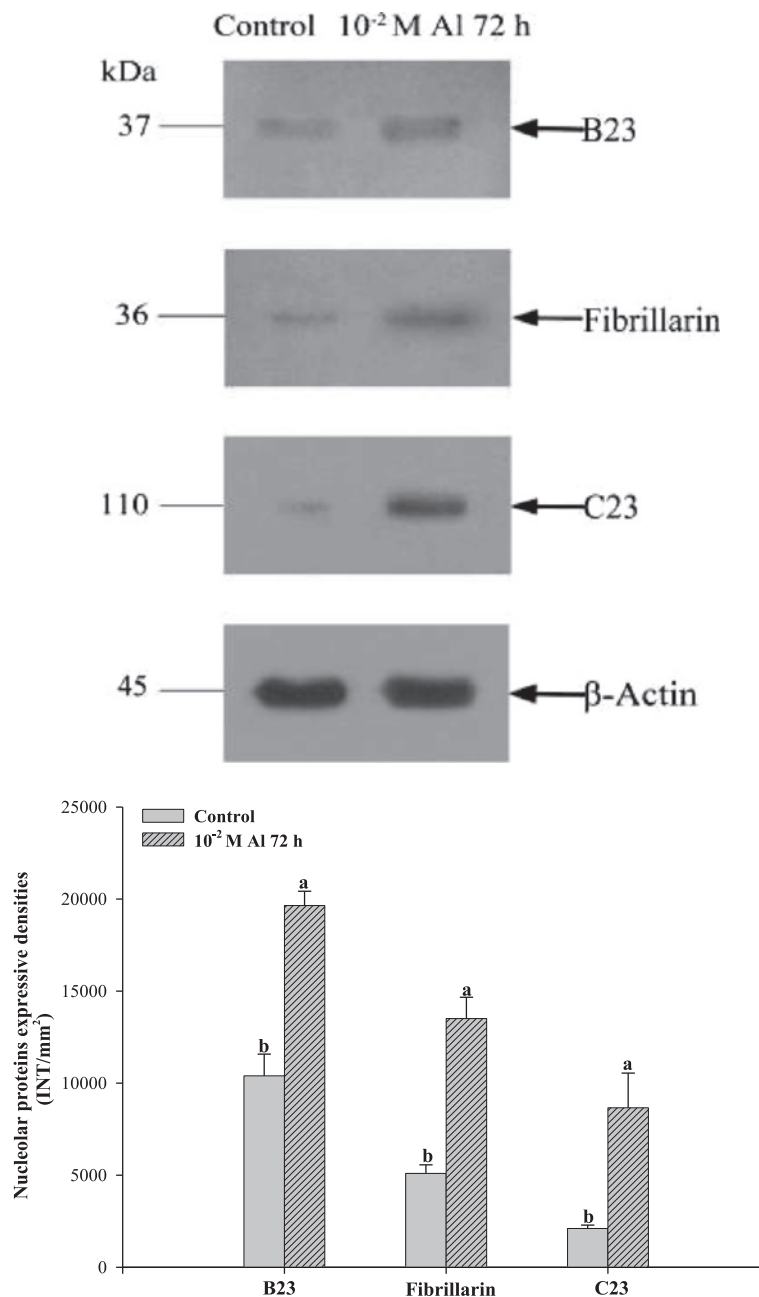 Control 10⁻² M Al 72 h
kDa
37 B23
36 Fibrillarin
110 C23
45 β-Actin
25000
20000
15000
10000
5000
0
Nucleolar proteins expressive densities
(INT/mm²)
Control
10⁻² M Al 72 h
b a
b a
b a
B23 Fibrillarin C23